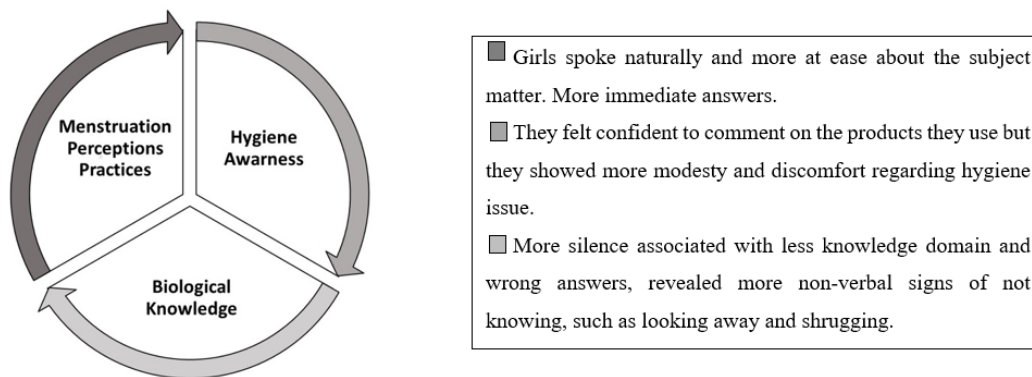 Menstruation
Perceptions
Practices
Hygiene
Awarness
Biological
Knowledge
Girls spoke naturally and more at ease about the subject
matter. More immediate answers.
They felt confident to comment on the products they use but
they showed more modesty and discomfort regarding hygiene
issue.
More silence associated with less knowledge domain and
wrong answers, revealed more non-verbal signs of not
knowing, such as looking away and shrugging.